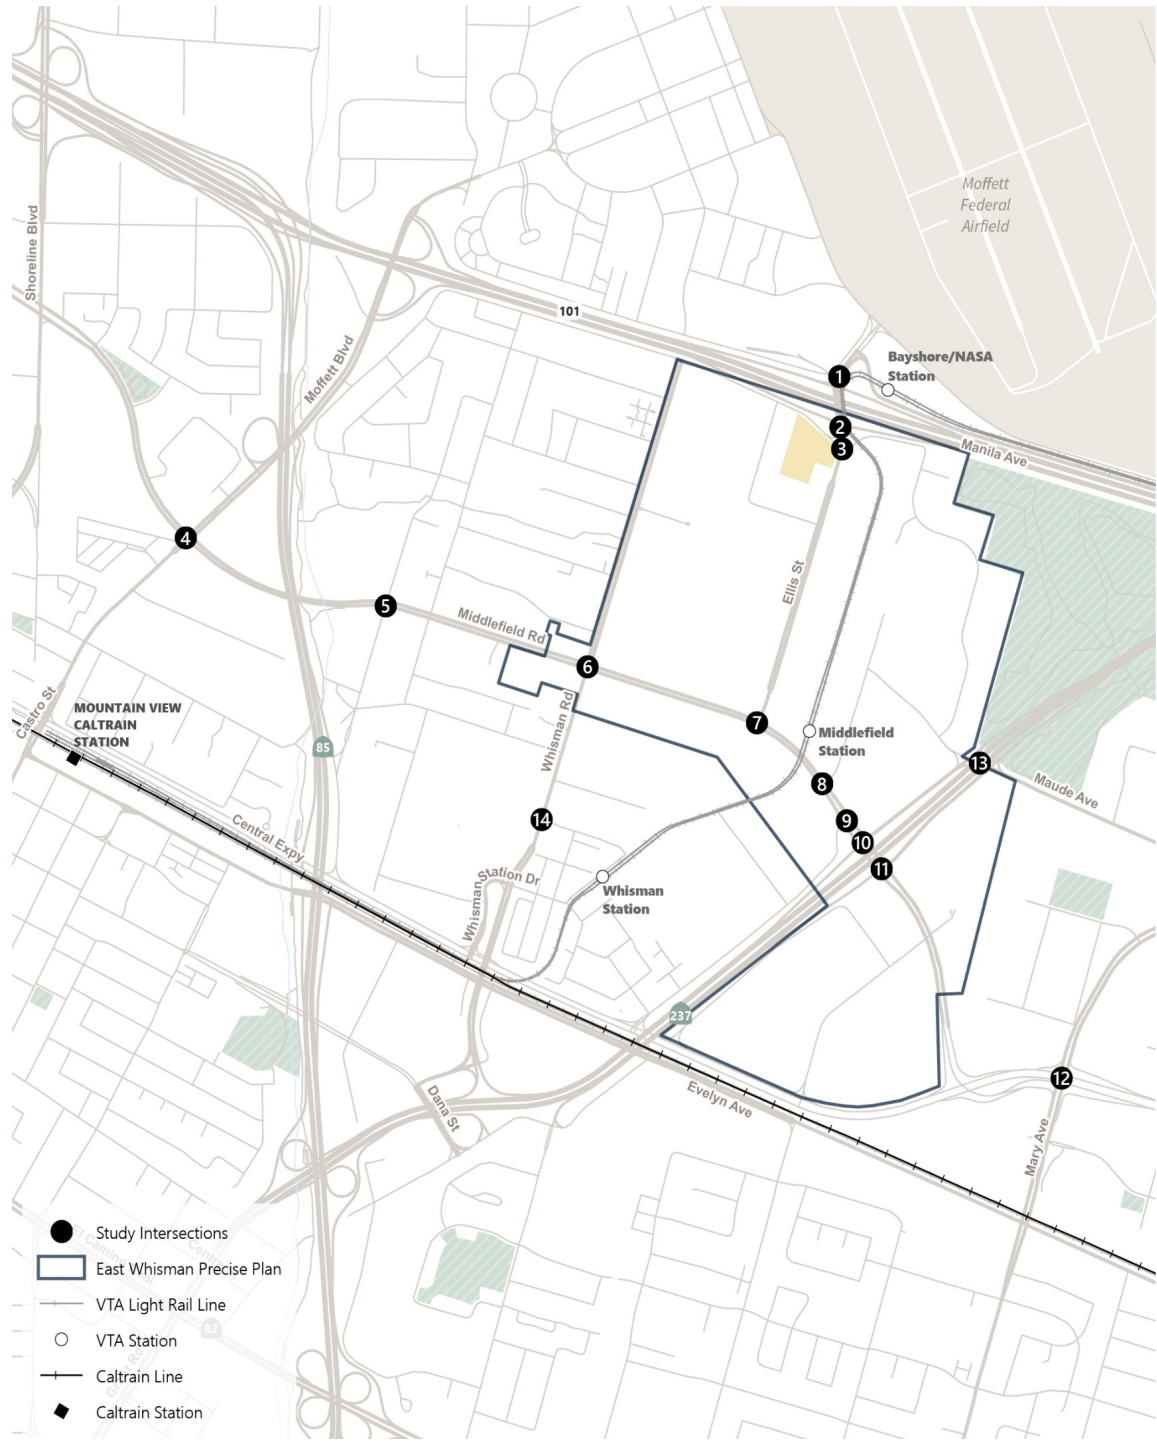 Moffett
Federal
Airfield
Shoreline Blvd
101
Bayshore/NASA
Station
1
Moffett Blvd
2
3
Manila Ave
4
Ellis St
5
Middlefield Rd
6
Castro St
MOUNTAIN VIEW
CALTRAIN
STATION
85
Whisman Rd
7
Middlefield
Station
13
8
Maude Ave
14
9
10
Central Expy
11
Whisman
Station Dr
Whisman
Station
237
12
Dana St
Evelyn Ave
Mary Ave
Study Intersections
East Whisman Precise Plan
VTA Light Rail Line
VTA Station
82
Caltrain Line
Caltrain Station